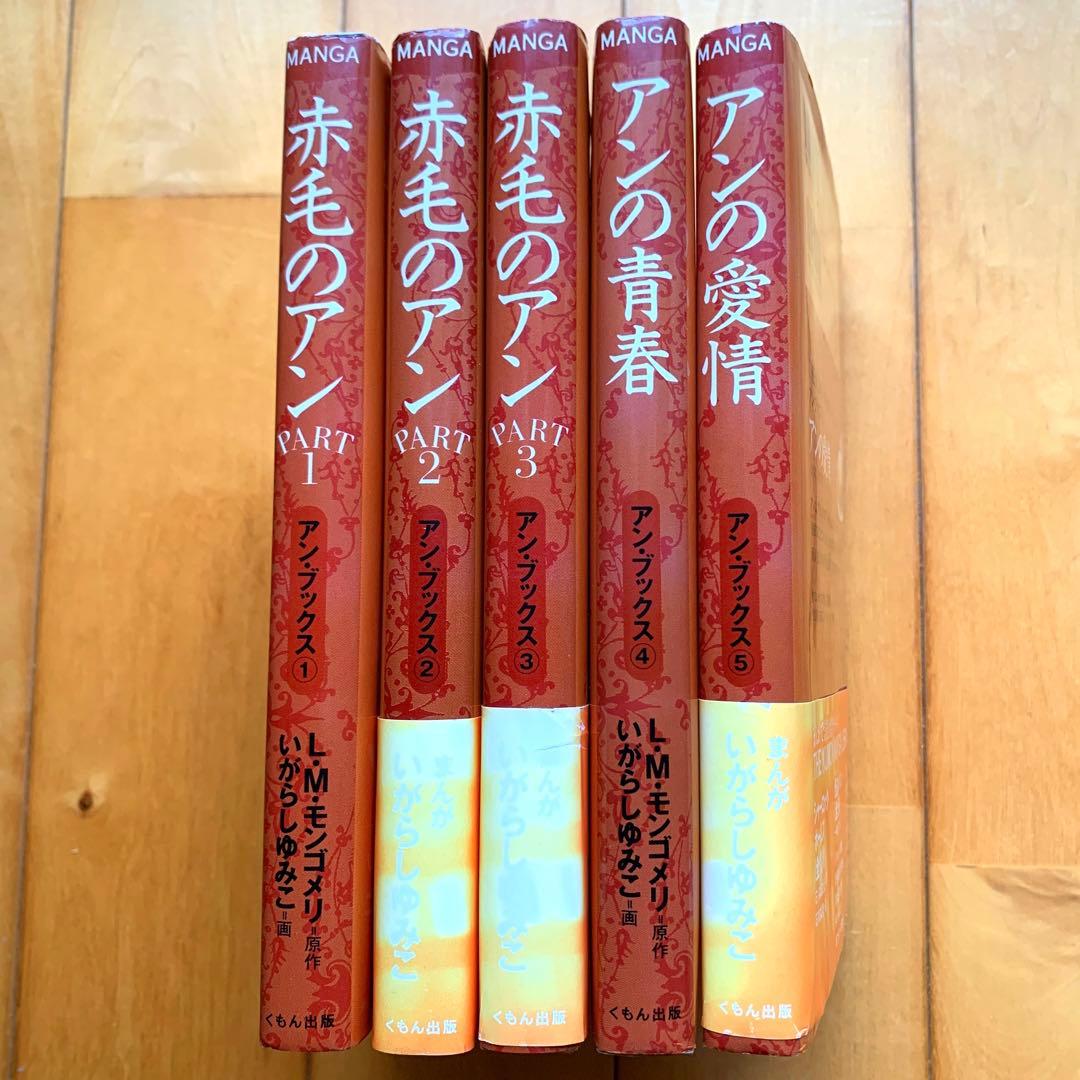 MANGA
赤毛のアン
PART
1
アン・ブックス①
L・M・モンゴメリ=原作
いがらしゆみこ=画
くもん出版
MANGA
赤毛のアン
PART
2
アン・ブックス②
まんが
いがらしゆみこ
くもん出版
MANGA
赤毛のアン
PART
3
アン・ブックス③
まんが
いがらしゆみこ
くもん出版
MANGA
アンの青春
アン・ブックス④
L・M・モンゴメリ=原作
いがらしゆみこ=画
くもん出版
MANGA
アンの愛情
アン・ブックス⑤
まんが
いがらしゆみこ
くもん出版